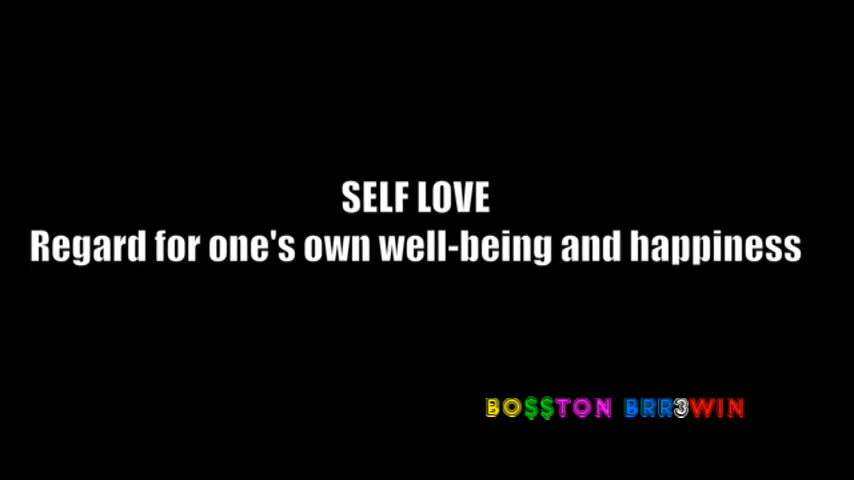 SELF LOVE
Regard for one's own well-being and happiness
BO$$TON BRR3WIN